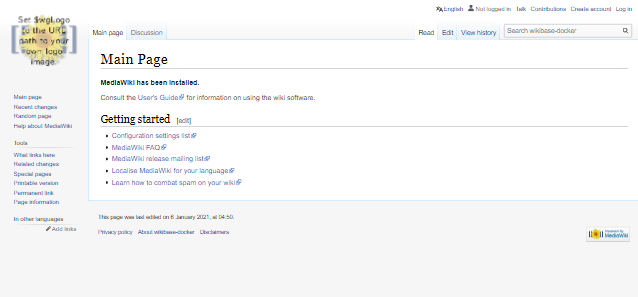 English Not logged in Talk Contributions Create account Log in
Set $wgLogo
to the URL
path to your
own logo
image.
Main page Discussion Read Edit View history Search wikibase-docker
Main Page
MediaWiki has been installed.
Consult the User's Guide for information on using the wiki software.
Getting started [edit]
Configuration settings list
MediaWiki FAQ
MediaWiki release mailing list
Localise MediaWiki for your language
Learn how to combat spam on your wiki
Main page
Recent changes
Random page
Help about MediaWiki
Tools
What links here
Related changes
Special pages
Printable version
Permanent link
Page information
In other languages
Add links
This page was last edited on 6 January 2021, at 04:50.
Privacy policy About wikibase-docker Disclaimers
Powered by
MediaWiki